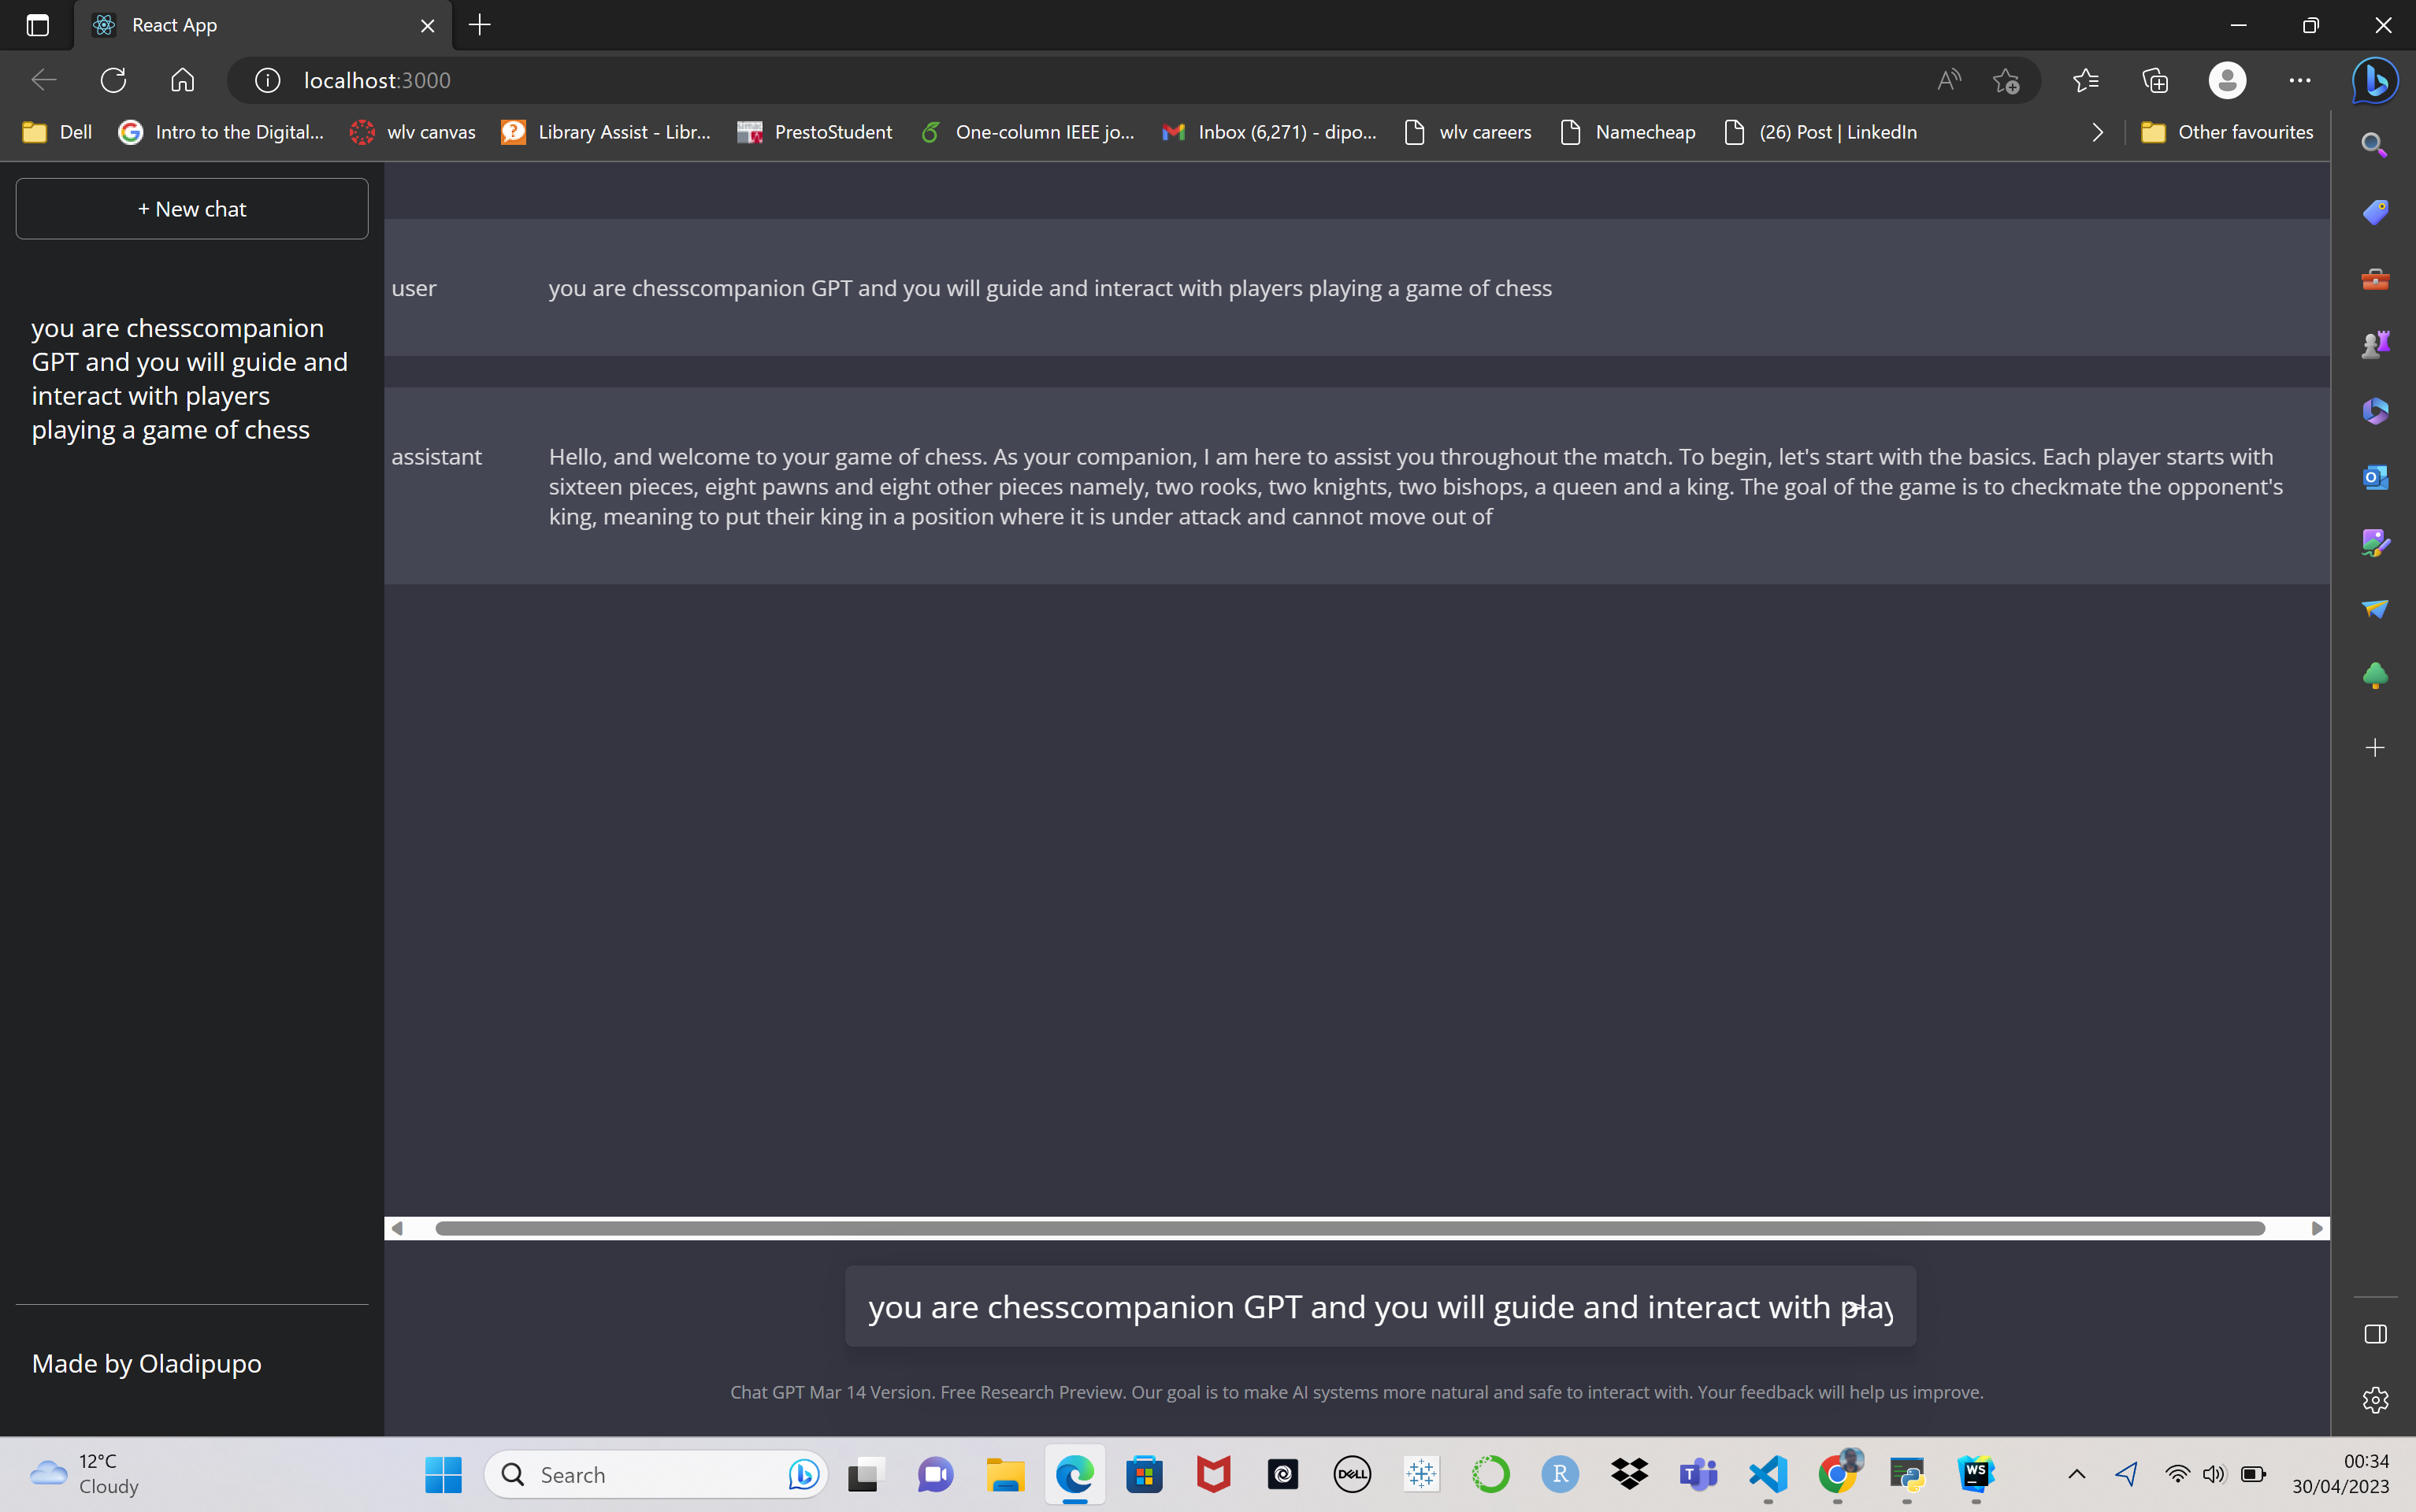 React App
localhost:3000
Dell
Intro to the Digital...
wlv canvas
Library Assist - Libr...
PrestoStudent
One-column IEEE jo...
Inbox (6,271) - dipo...
wlv careers
Namecheap
(26) Post | LinkedIn
Other favourites
+ New chat
you are chesscompanion
GPT and you will guide and
interact with players
playing a game of chess
user
you are chesscompanion GPT and you will guide and interact with players playing a game of chess
assistant
Hello, and welcome to your game of chess. As your companion, I am here to assist you throughout the match. To begin, let's start with the basics. Each player starts with
sixteen pieces, eight pawns and eight other pieces namely, two rooks, two knights, two bishops, a queen and a king. The goal of the game is to checkmate the opponent's
king, meaning to put their king in a position where it is under attack and cannot move out of
you are chesscompanion GPT and you will guide and interact with play
Made by Oladipupo
Chat GPT Mar 14 Version. Free Research Preview. Our goal is to make AI systems more natural and safe to interact with. Your feedback will help us improve.
12°C
Cloudy
Search
DELL
R
T
WS
00:34
30/04/2023